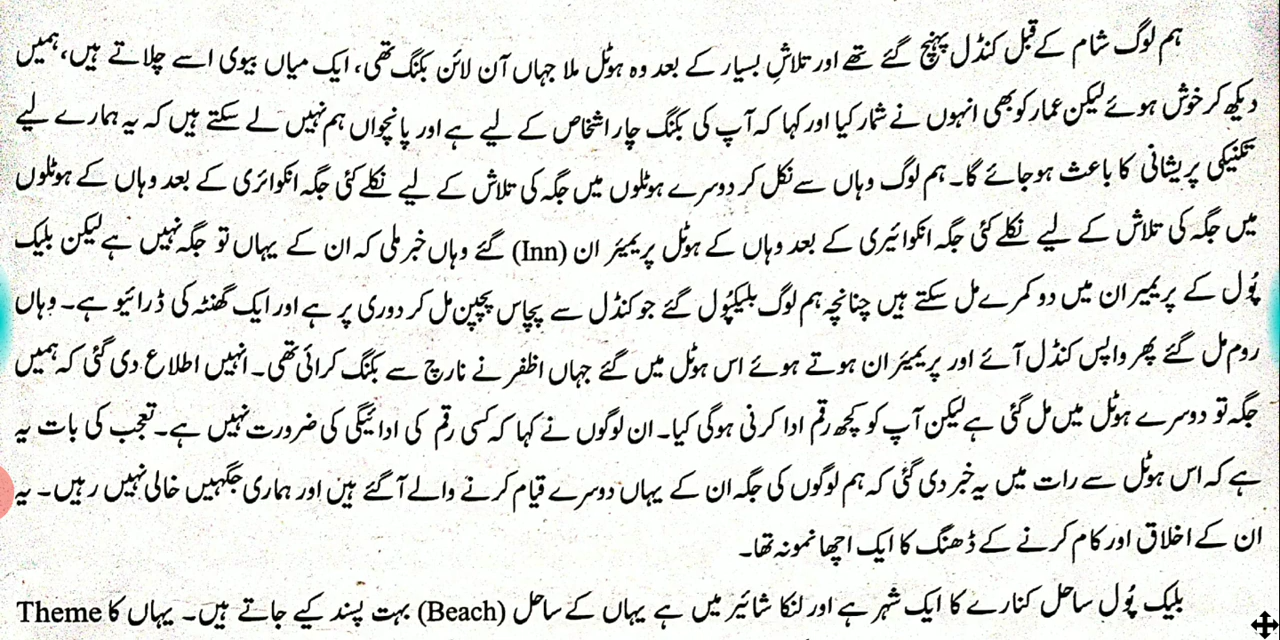 ہم لوگ شام کے قبل کنڈل پہنچ گئے تھے اور تلاشِ بسیار کے بعد وہ ہوٹل ملا جہاں آن لائن بکنگ تھی، ایک میاں بیوی اسے چلاتے ہیں، ہمیں
دیکھ کر خوش ہوئے لیکن عمار کو بھی انہوں نے شمار کیا اور کہا کہ آپ کی بکنگ چار اشخاص کے لیے ہے اور پانچواں ہم نہیں لے سکتے ہیں کہ یہ ہمارے لیے
تکنیکی پریشانی کا باعث ہوجائے گا۔ ہم لوگ وہاں سے نکل کر دوسرے ہوٹلوں میں جگہ کی تلاش کے لیے نکلے کئی جگہ انکوائری کے بعد وہاں کے ہوٹلوں
میں جگہ کی تلاش کے لیے نکلے کئی جگہ انکوائیری کے بعد وہاں کے ہوٹل پریمیئر ان (Inn) گئے وہاں خبر ملی کہ ان کے یہاں تو جگہ نہیں ہے لیکن بلیک
پُول کے پریمیر ان میں دو کمرے مل سکتے ہیں چنانچہ ہم لوگ بلیکپُول گئے جو کنڈل سے پچاس پچپن مل کر دوری پر ہے اور ایک گھنٹہ کی ڈرائیو ہے۔ وہاں
روم مل گئے پھر واپس کنڈل آئے اور پریمیئر ان ہوتے ہوئے اس ہوٹل میں گئے جہاں اظفر نے نارچ سے بکنگ کرائی تھی۔ انہیں اطلاع دی گئی کہ ہمیں
جگہ تو دوسرے ہوٹل میں مل گئی ہے لیکن آپ کو کچھ رقم ادا کرنی ہوگی کیا۔ ان لوگوں نے کہا کہ کسی رقم کی ادائیگی کی ضرورت نہیں ہے۔ تعجب کی بات یہ
ہے کہ اس ہوٹل سے رات میں یہ خبر دی گئی کہ ہم لوگوں کی جگہ ان کے یہاں دوسرے قیام کرنے والے آگئے ہیں اور ہماری جگہیں خالی نہیں رہیں۔ یہ
ان کے اخلاق اور کام کرنے کے ڈھنگ کا ایک اچھا نمونہ تھا۔
بلیک پُول ساحل کنارے کا ایک شہر ہے اور لنکا شائیر میں ہے یہاں کے ساحل (Beach) بہت پسند کیے جاتے ہیں۔ یہاں کا Theme